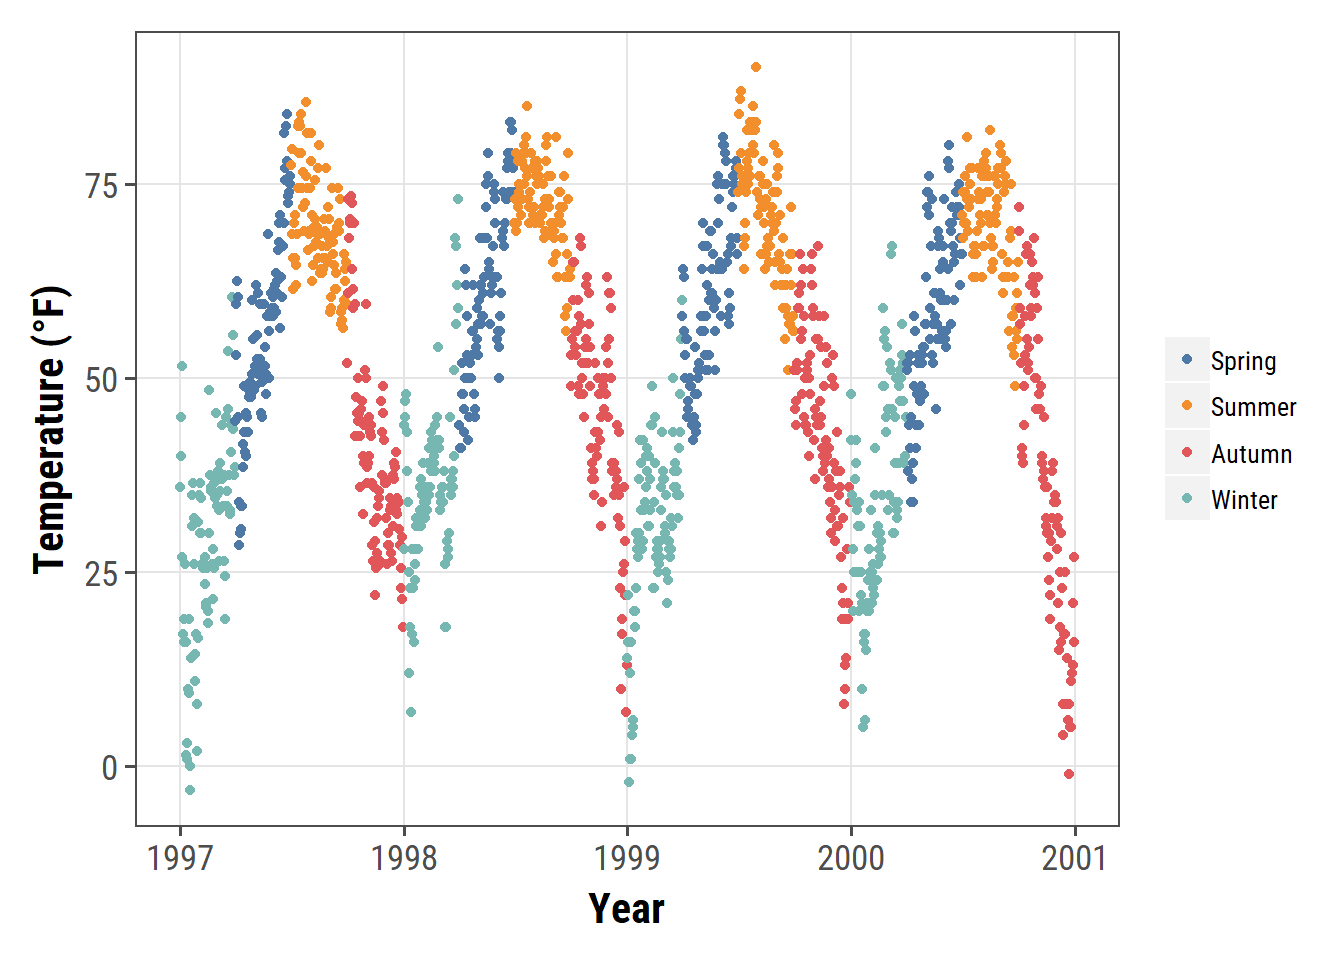 75
50
25
0
Temperature (°F)
1997 1998 1999 2000 2001
Year
Spring
Summer
Autumn
Winter